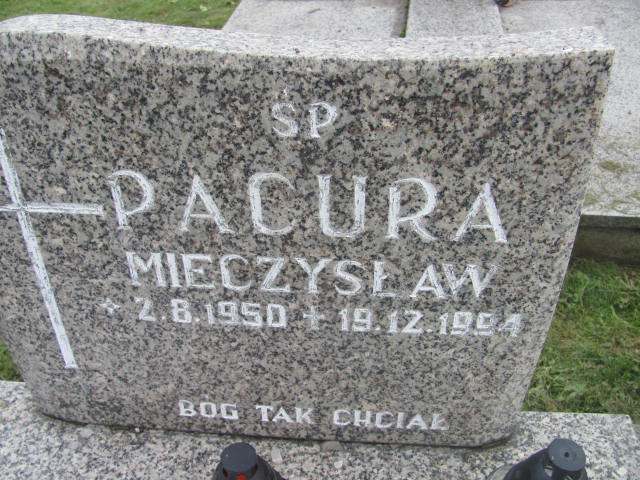 ŚP
PACURA
MIECZYSŁAW
* 2.8.1950 + 19.12.1994
BÓG TAK CHCIAŁ